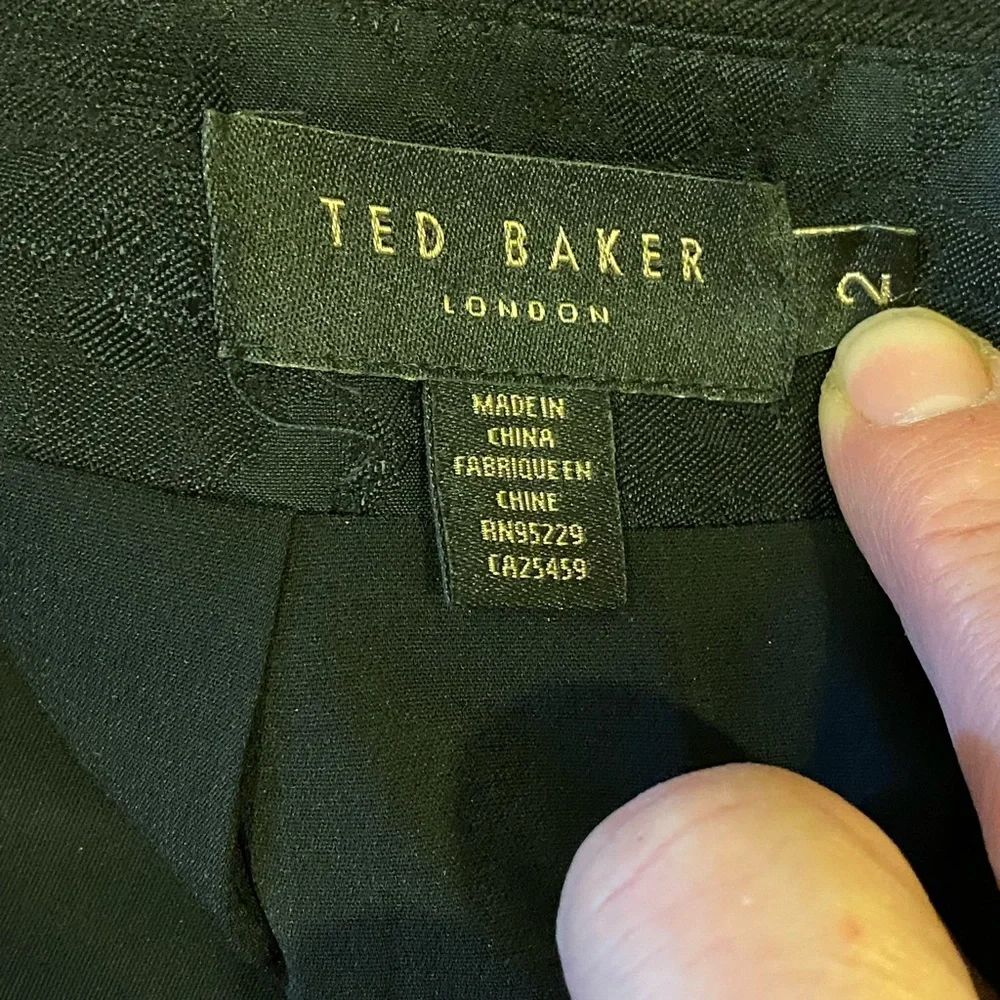 TED BAKER
LONDON
2
MADE IN
CHINA
FABRIQUE EN
CHINE
RN95229
CA25459